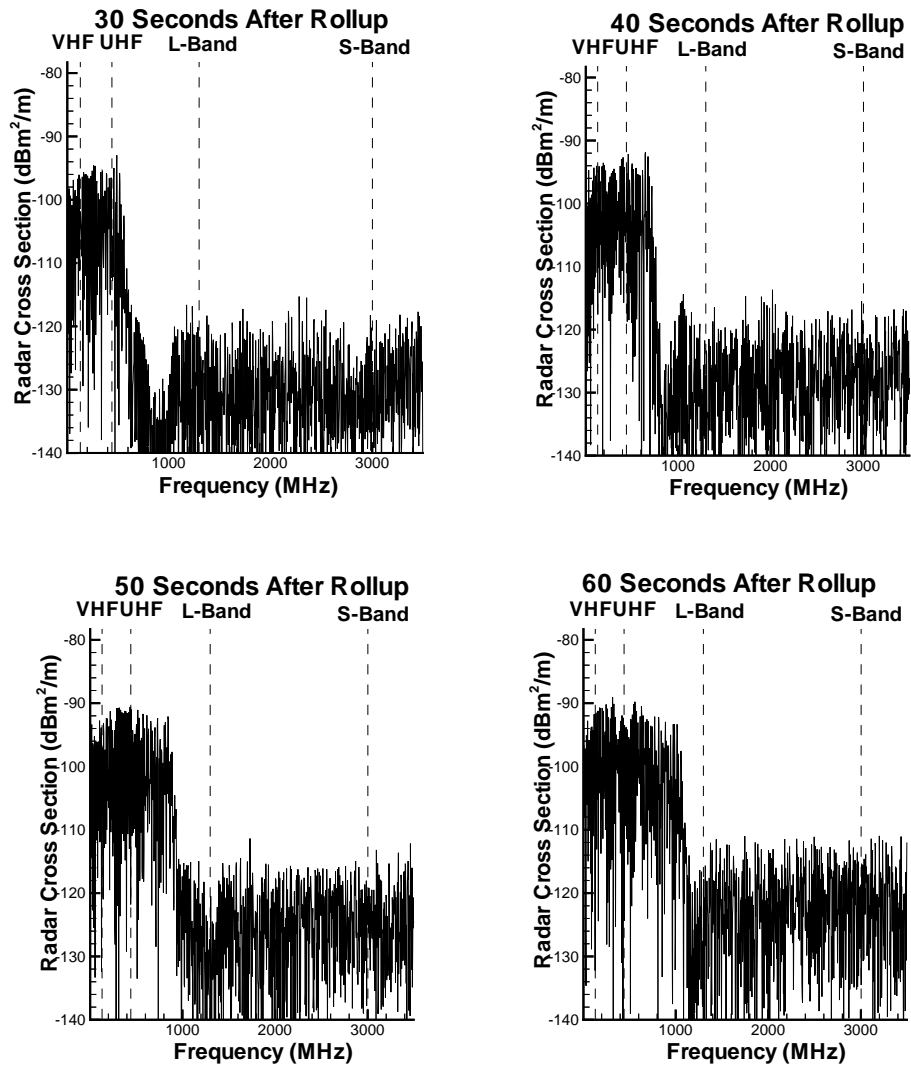 30 Seconds After Rollup
VHF UHF L-Band S-Band
-80
-90
-100
-110
-120
-130
-140
1000 2000 3000
Radar Cross Section (dBm²/m)
Frequency (MHz)
40 Seconds After Rollup
VHFUHF L-Band S-Band
-80
-90
-100
-110
-120
-130
-140
1000 2000 3000
Radar Cross Section (dBm²/m)
Frequency (MHz)
50 Seconds After Rollup
VHFUHF L-Band S-Band
-80
-90
-100
-110
-120
-130
-140
1000 2000 3000
Radar Cross Section (dBm²/m)
Frequency (MHz)
60 Seconds After Rollup
VHFUHF L-Band S-Band
-80
-90
-100
-110
-120
-130
-140
1000 2000 3000
Radar Cross Section (dBm²/m)
Frequency (MHz)